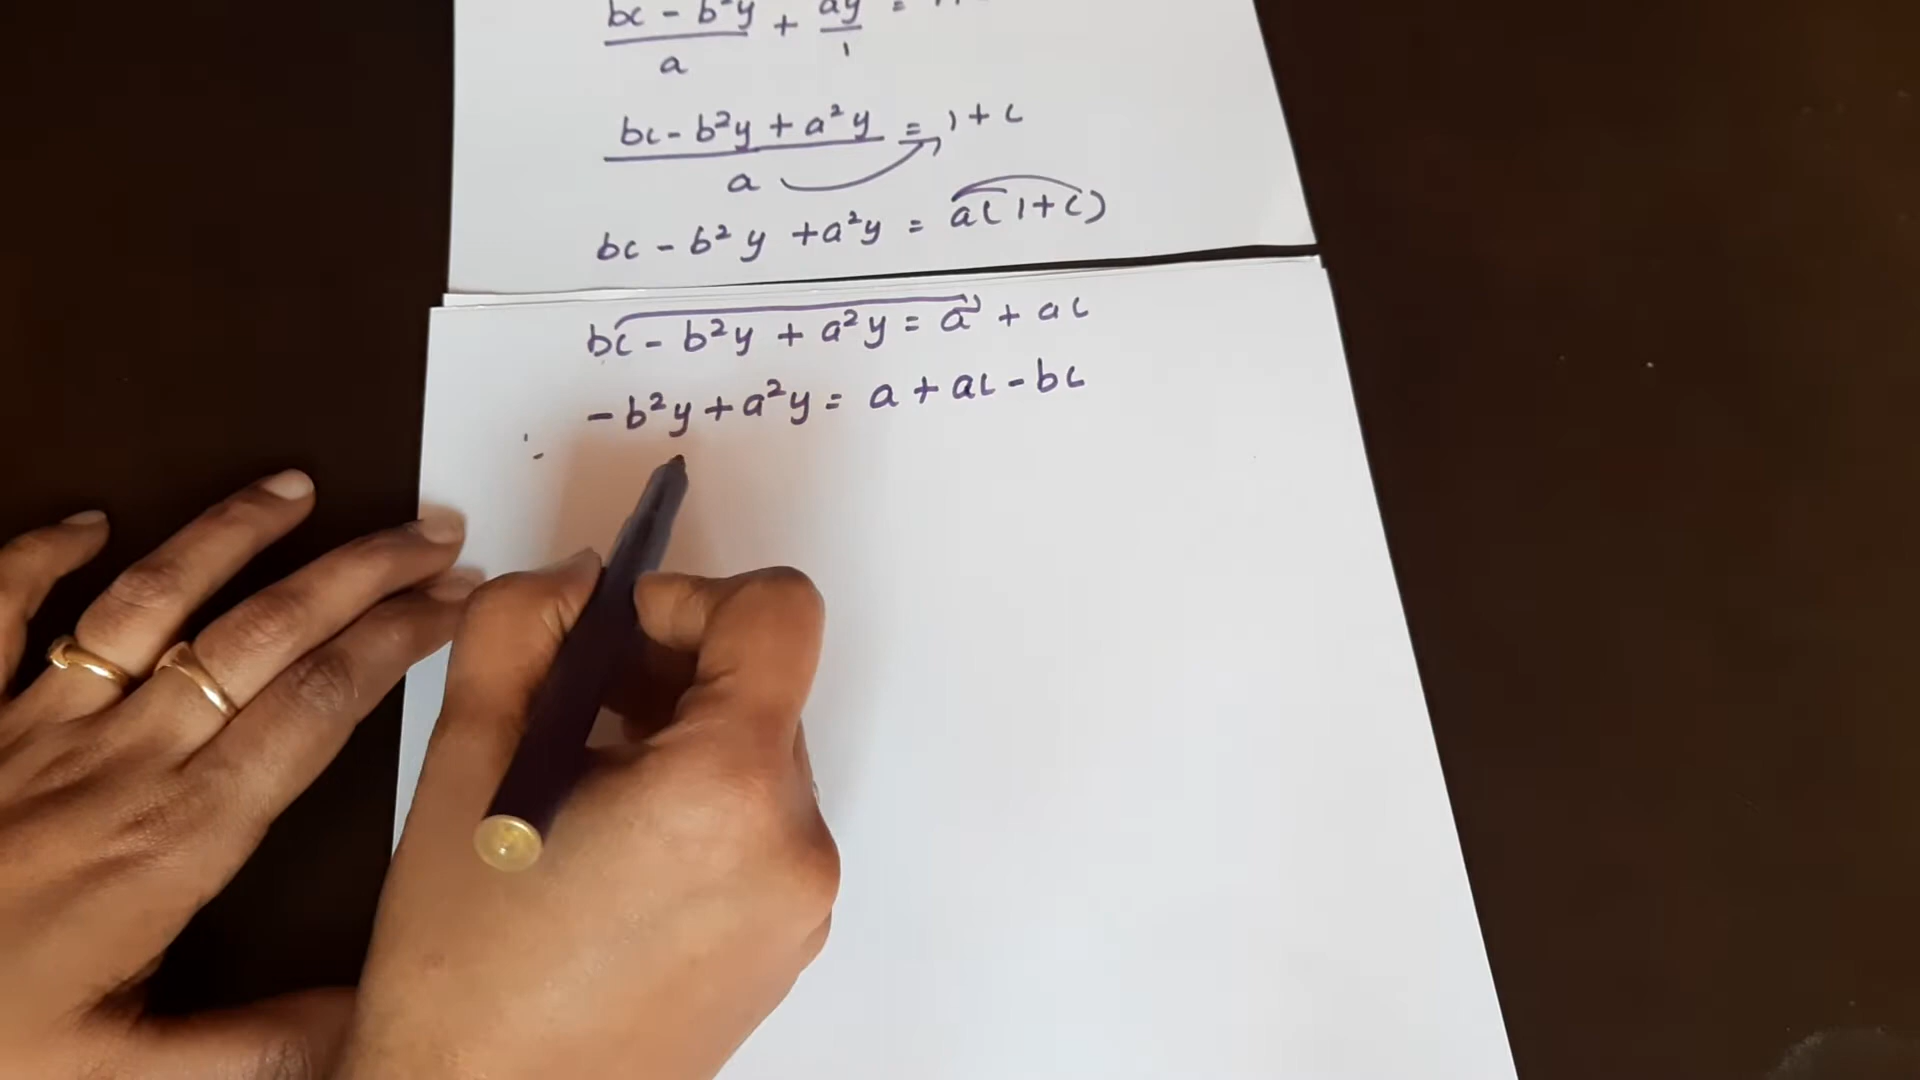 bc - b²y / a + ay / 1 =
bc - b²y + a²y / a = 1 + c
bc - b² y + a²y = a(1+c)
bc - b²y + a²y = a + ac
- b²y + a²y = a + ac - bc